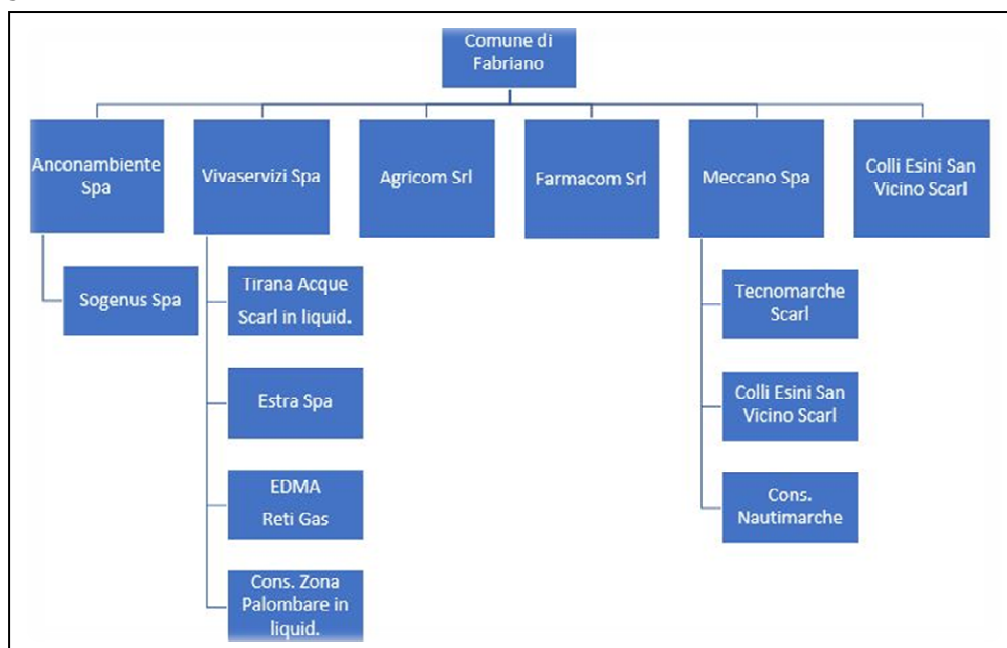 Comune di
Fabriano
Anconambiente
Spa
Vivaservizi Spa
Agricom Srl
Farmacom Srl
Meccano Spa
Colli Esini San
Vicino Scarl
Sogenus Spa
Tirana Acque
Scarl in liquid.
Estra Spa
EDMA
Reti Gas
Cons. Zona
Palombare in
liquid.
Tecnomarche
Scarl
Colli Esini San
Vicino Scarl
Cons.
Nautimarche